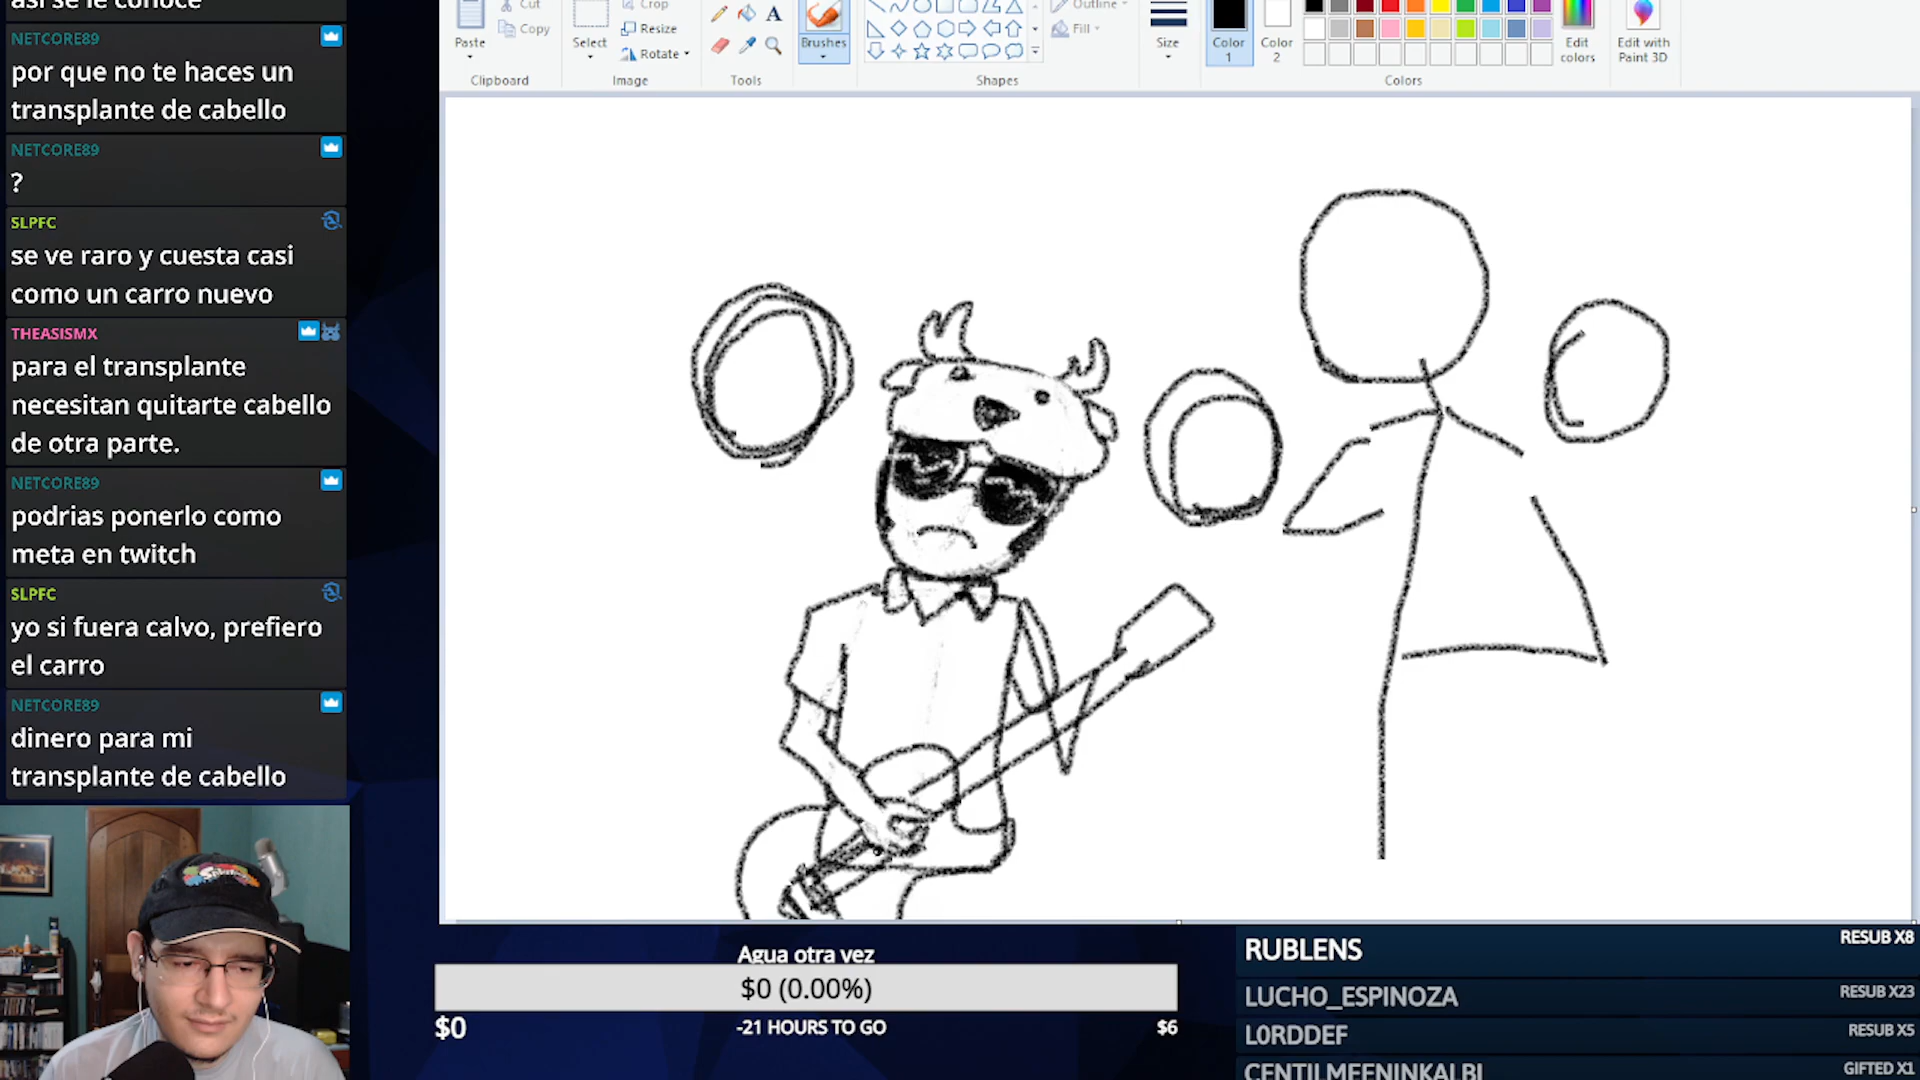 así se le conoce
NETCORE89
por que no te haces un
transplante de cabello
NETCORE89
?
SLPFC
se ve raro y cuesta casi
como un carro nuevo
THEASISMX
para el transplante
necesitan quitarte cabello
de otra parte.
NETCORE89
podrias ponerlo como
meta en twitch
SLPFC
yo si fuera calvo, prefiero
el carro
NETCORE89
dinero para mi
transplante de cabello
Paste
Cut
Copy
Clipboard
Select
Crop
Resize
Rotate
Image
A
Tools
Brushes
Shapes
Outline
Fill
Size
Color
1
Color
2
Edit
colors
Edit with
Paint 3D
Colors
Agua otra vez
$0 (0.00%)
$0
-21 HOURS TO GO
$6
RUBLENS
RESUB X8
LUCHO_ESPINOZA
RESUB X23
L0RDDEF
RESUB X5
GIFTED X1